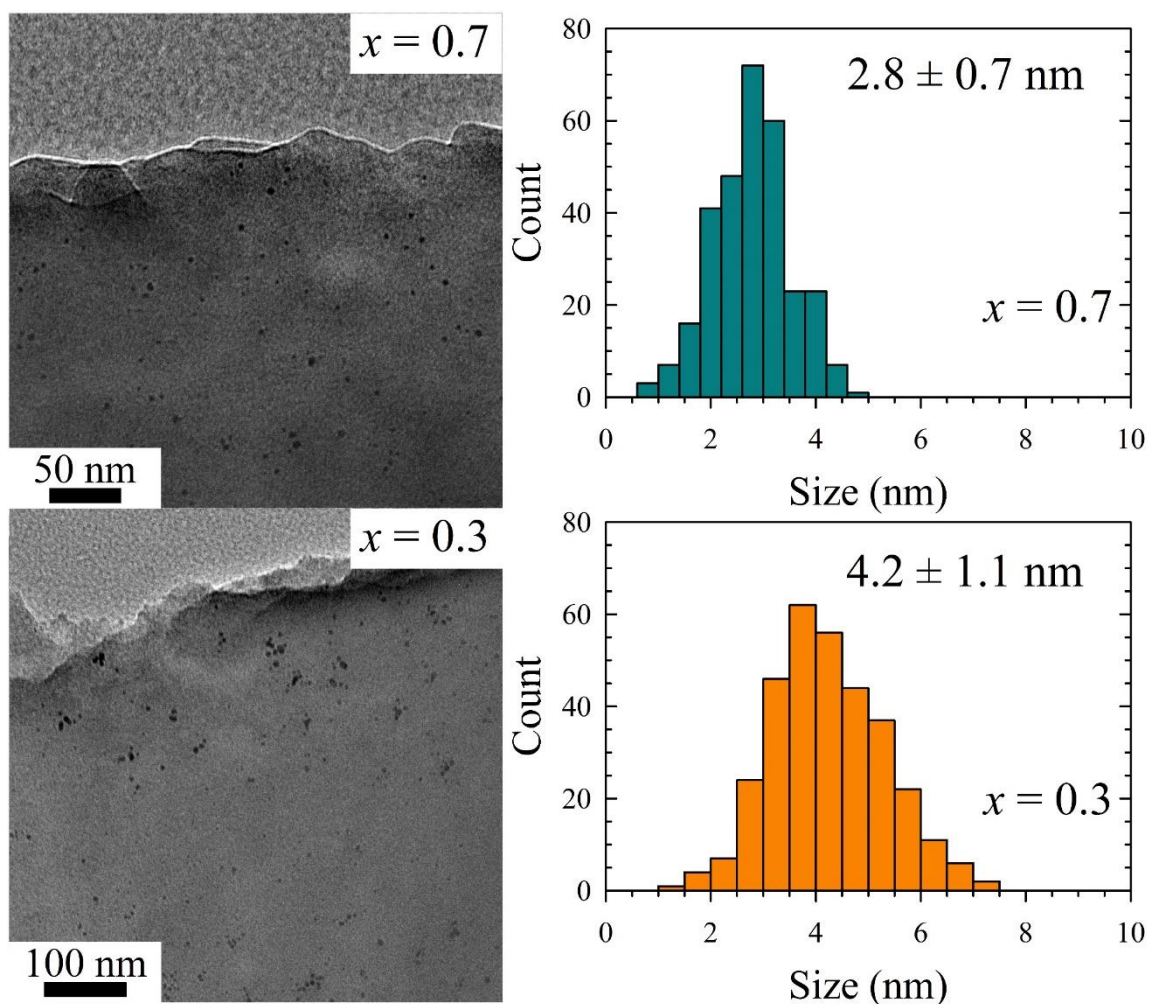 x = 0.7
50 nm
80
60
40
20
0
Count
2.8 ± 0.7 nm
x = 0.7
0 2 4 6 8 10
Size (nm)
x = 0.3
100 nm
80
60
40
20
0
Count
4.2 ± 1.1 nm
x = 0.3
0 2 4 6 8 10
Size (nm)